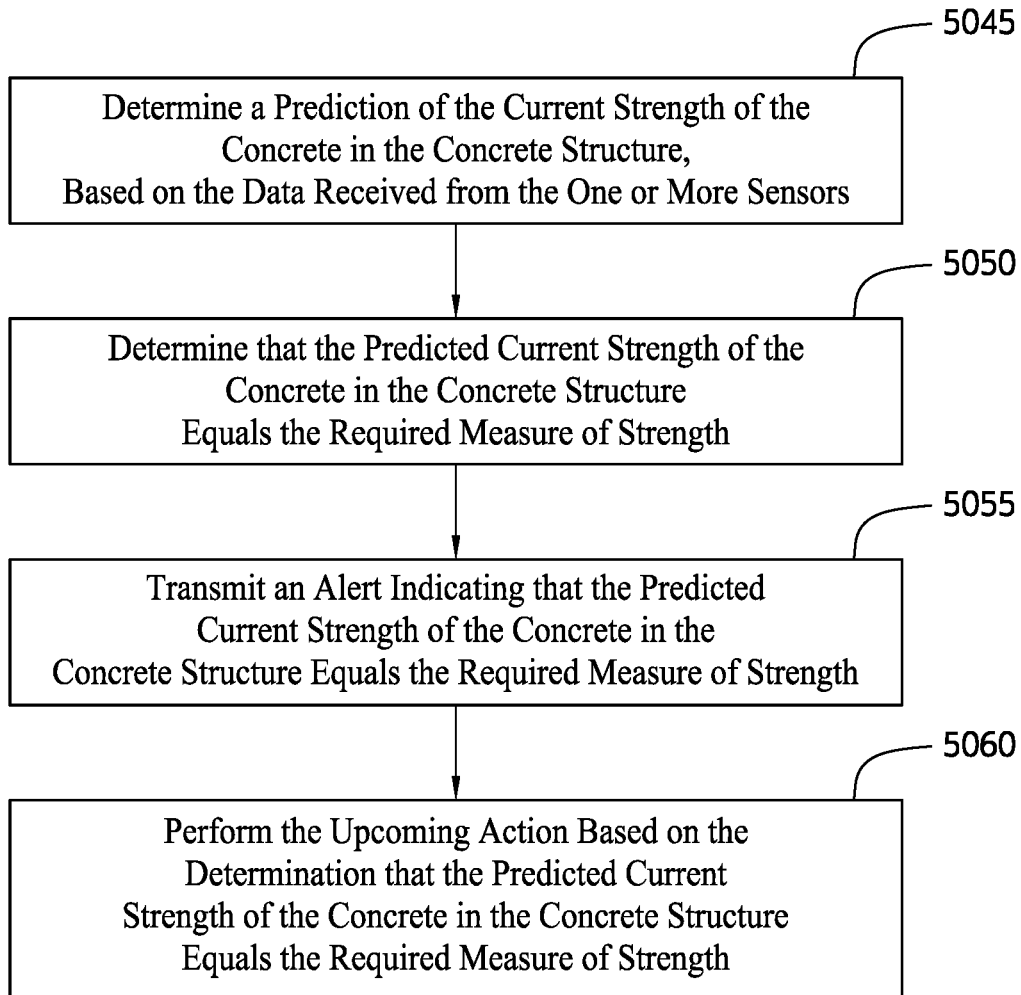 5045
Determine a Prediction of the Current Strength of the
Concrete in the Concrete Structure,
Based on the Data Received from the One or More Sensors
5050
Determine that the Predicted Current Strength of the
Concrete in the Concrete Structure
Equals the Required Measure of Strength
5055
Transmit an Alert Indicating that the Predicted
Current Strength of the Concrete in the
Concrete Structure Equals the Required Measure of Strength
5060
Perform the Upcoming Action Based on the
Determination that the Predicted Current
Strength of the Concrete in the Concrete Structure
Equals the Required Measure of Strength